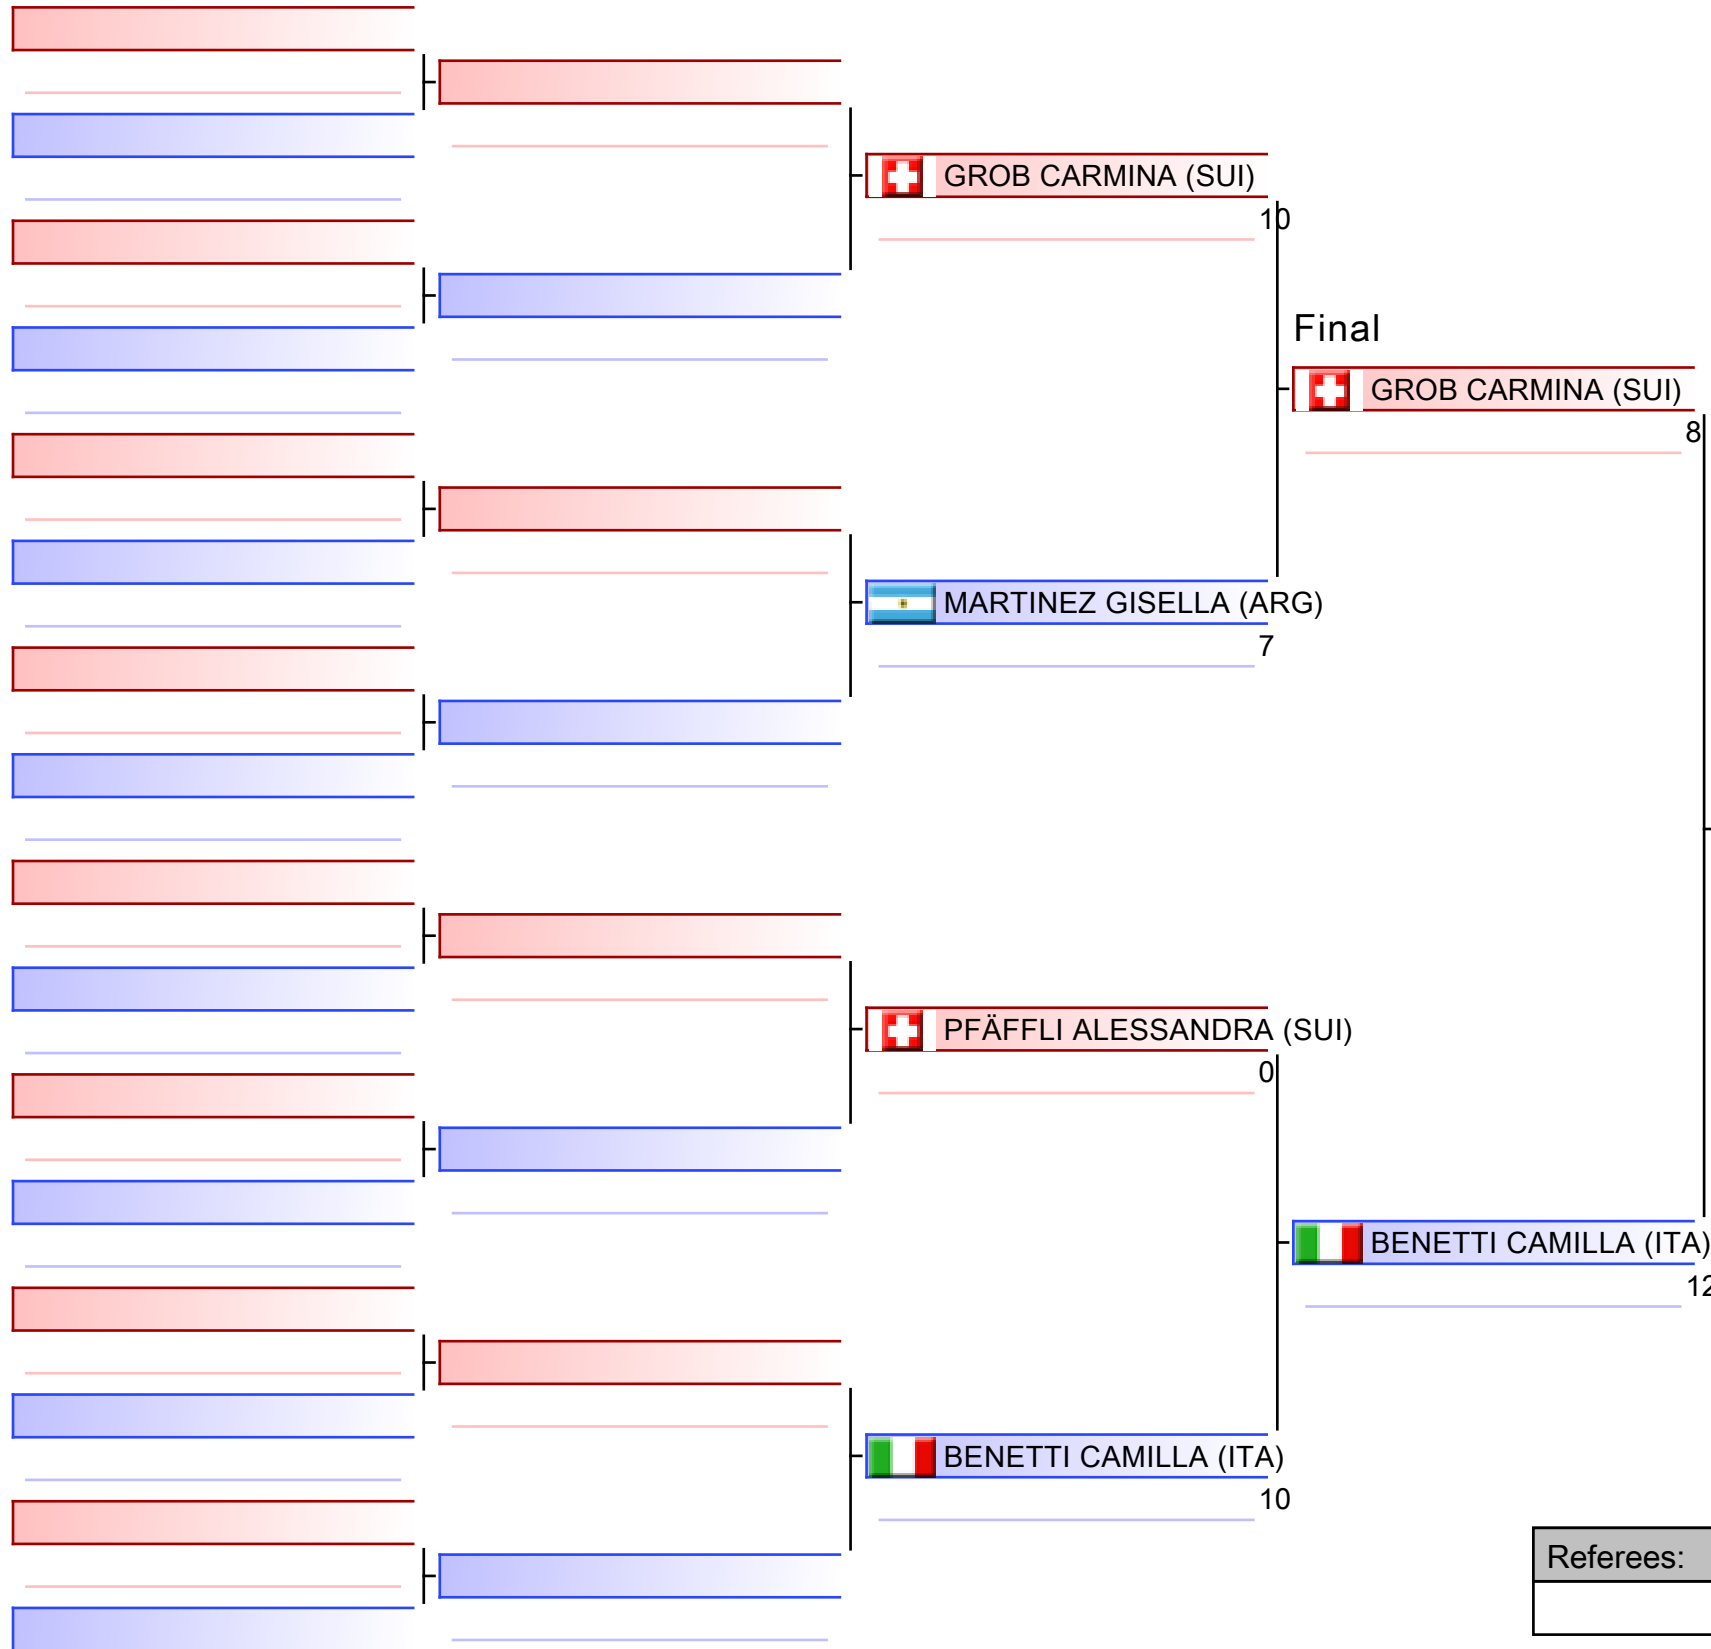 GROB CARMINA (SUI)
10
Final
GROB CARMINA (SUI)
8
MARTINEZ GISELLA (ARG)
7
PFÄFFLI ALESSANDRA (SUI)
0
BENETTI CAMILLA (ITA)
12
BENETTI CAMILLA (ITA)
10
Referees: